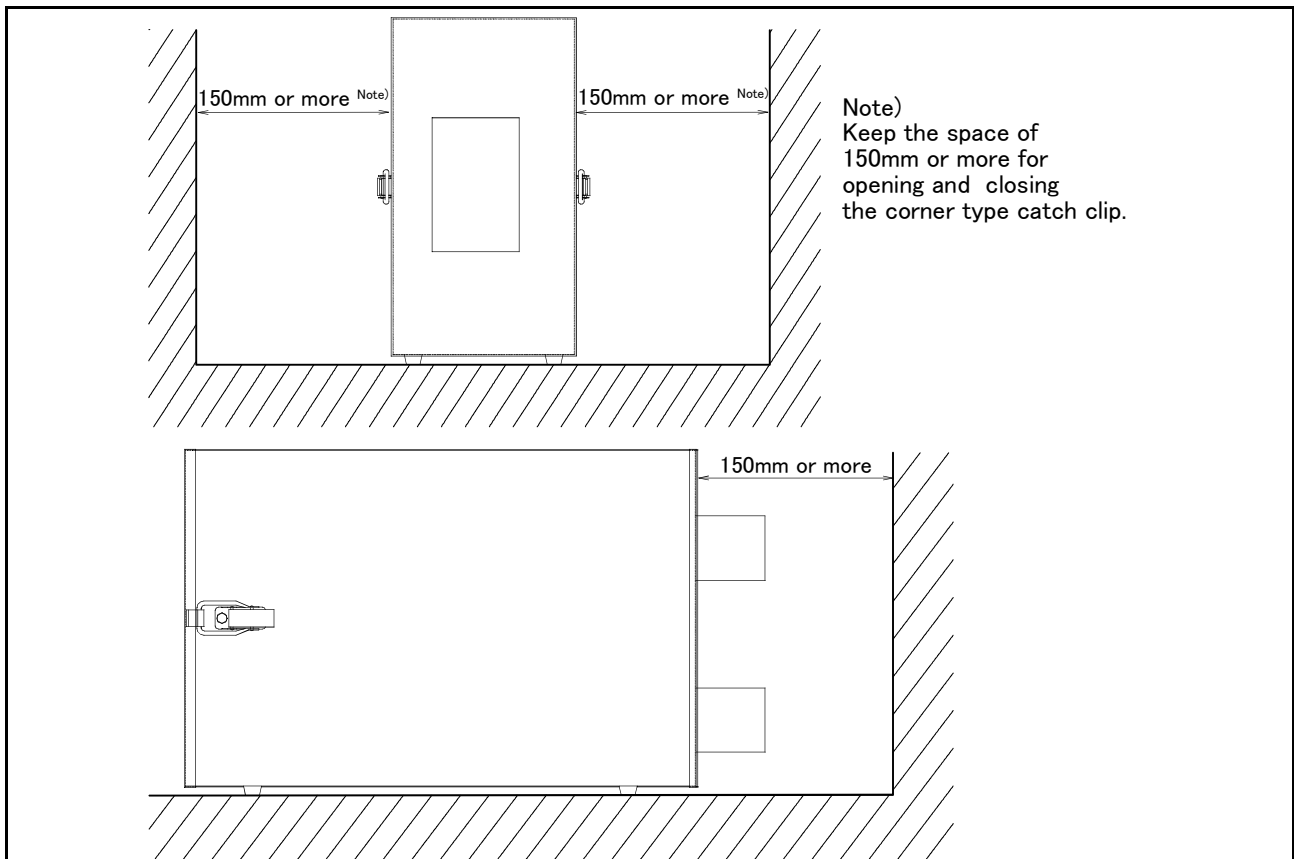 150mm or more Note)
150mm or more Note)
Note)
Keep the space of
150mm or more for
opening and closing
the corner type catch clip.
150mm or more